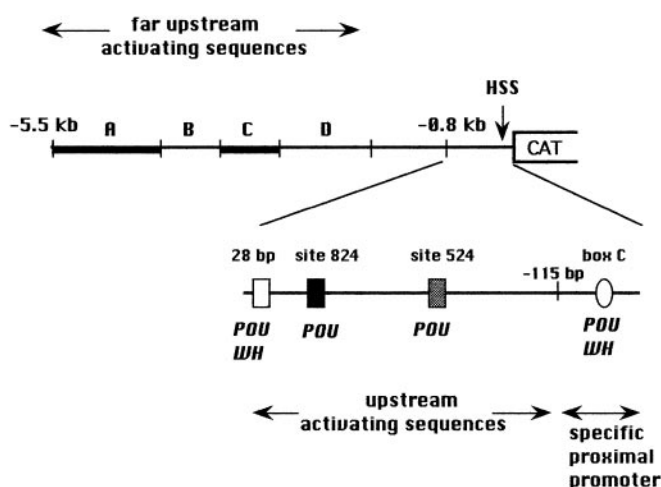 far upstream
activating sequences
HSS
-5.5 kb A B C D -0.8 kb
CAT
28 bp site 824 site 524 -115 bp box C
POU POU POU POU
WH WH
upstream
activating sequences
specific
proximal
promoter